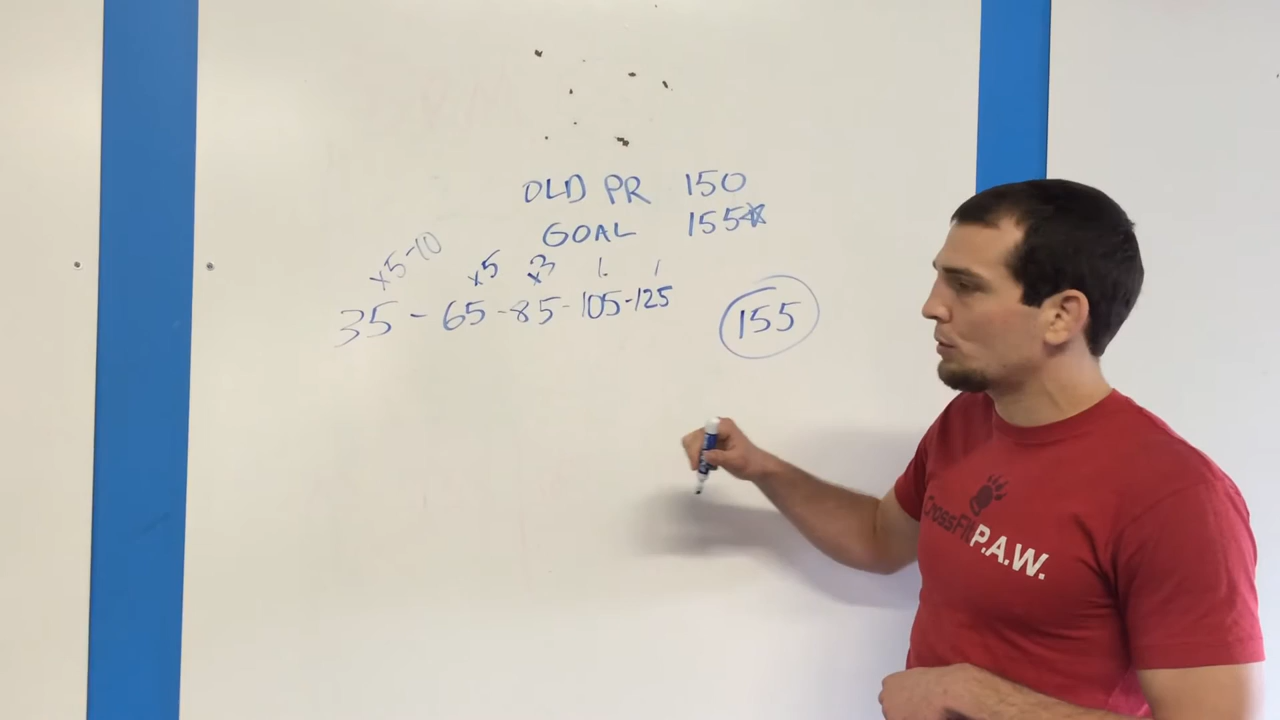 OLD PR 150
GOAL 155*
x5-10 x5 x3 1 1
35 - 65 - 85 - 105 - 125
155
CrossFit
P.A.W.